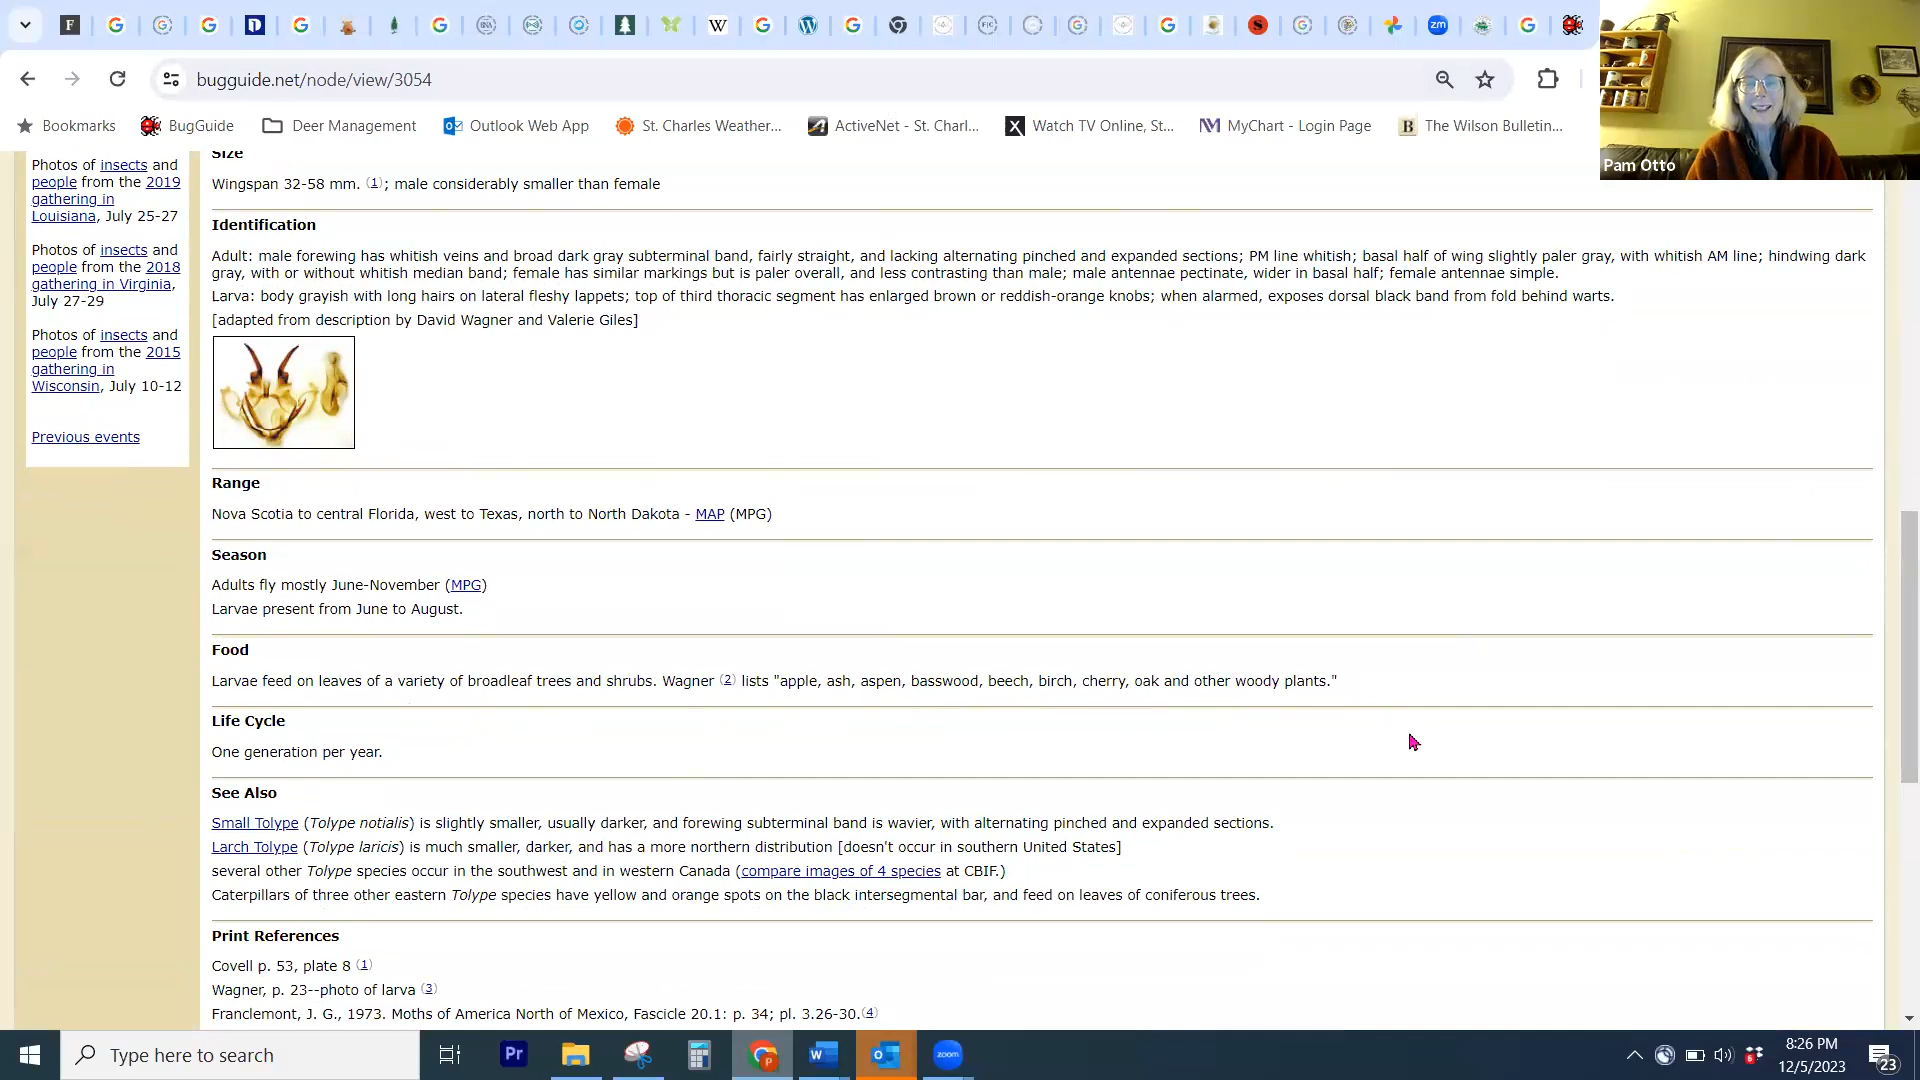 bugguide.net/node/view/3054
Bookmarks BugGuide Deer Management Outlook Web App St. Charles Weather... ActiveNet - St. Charl... Watch TV Online, St... MyChart - Login Page The Wilson Bulletin...
Pam Otto
Photos of insects and
people from the 2019
gathering in
Louisiana, July 25-27
Photos of insects and
people from the 2018
gathering in Virginia,
July 27-29
Photos of insects and
people from the 2015
gathering in
Wisconsin, July 10-12
Previous events
Size
Wingspan 32-58 mm. (1); male considerably smaller than female
Identification
Adult: male forewing has whitish veins and broad dark gray subterminal band, fairly straight, and lacking alternating pinched and expanded sections; PM line whitish; basal half of wing slightly paler gray, with whitish AM line; hindwing dark
gray, with or without whitish median band; female has similar markings but is paler overall, and less contrasting than male; male antennae pectinate, wider in basal half; female antennae simple.
Larva: body grayish with long hairs on lateral fleshy lappets; top of third thoracic segment has enlarged brown or reddish-orange knobs; when alarmed, exposes dorsal black band from fold behind warts.
[adapted from description by David Wagner and Valerie Giles]
Range
Nova Scotia to central Florida, west to Texas, north to North Dakota - MAP (MPG)
Season
Adults fly mostly June-November (MPG)
Larvae present from June to August.
Food
Larvae feed on leaves of a variety of broadleaf trees and shrubs. Wagner (2) lists "apple, ash, aspen, basswood, beech, birch, cherry, oak and other woody plants."
Life Cycle
One generation per year.
See Also
Small Tolype (Tolype notialis) is slightly smaller, usually darker, and forewing subterminal band is wavier, with alternating pinched and expanded sections.
Larch Tolype (Tolype laricis) is much smaller, darker, and has a more northern distribution [doesn't occur in southern United States]
several other Tolype species occur in the southwest and in western Canada (compare images of 4 species at CBIF.)
Caterpillars of three other eastern Tolype species have yellow and orange spots on the black intersegmental bar, and feed on leaves of coniferous trees.
Print References
Covell p. 53, plate 8 (1)
Wagner, p. 23--photo of larva (3)
Franclemont, J. G., 1973. Moths of America North of Mexico, Fascicle 20.1: p. 34; pl. 3.26-30.(4)
Type here to search
Pr
zoom
8:26 PM
12/5/2023
23